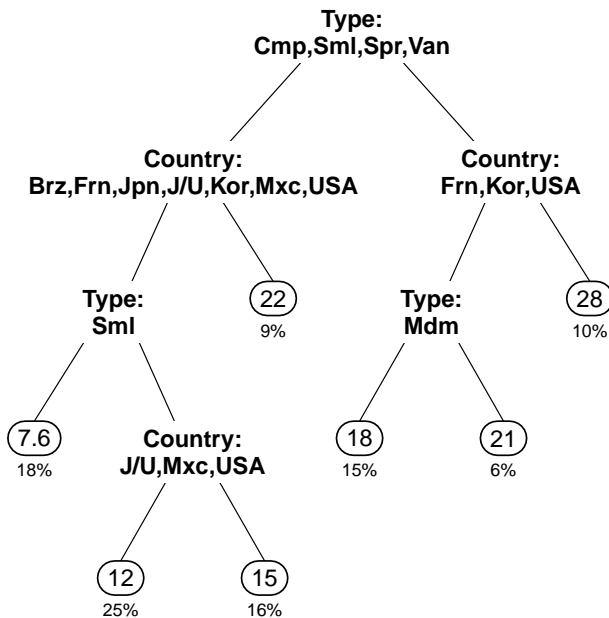 Type:
Cmp,Sml,Spr,Van
Country:
Brz,Frn,Jpn,J/U,Kor,Mxc,USA
Country:
Frn,Kor,USA
Type:
Sml
22
9%
Type:
Mdm
28
10%
7.6
18%
Country:
J/U,Mxc,USA
18
15%
21
6%
12
25%
15
16%